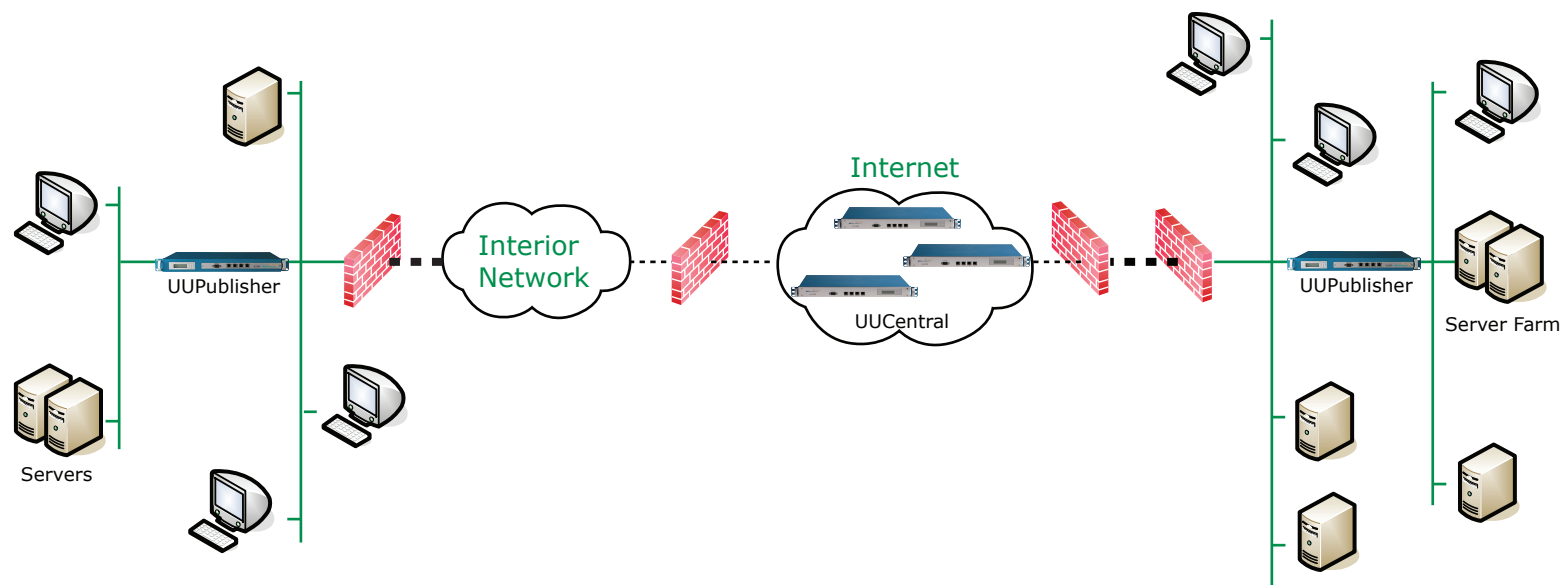 Internet
Interior
Network
UUPublisher
UUCentral
UUPublisher
Server Farm
Servers